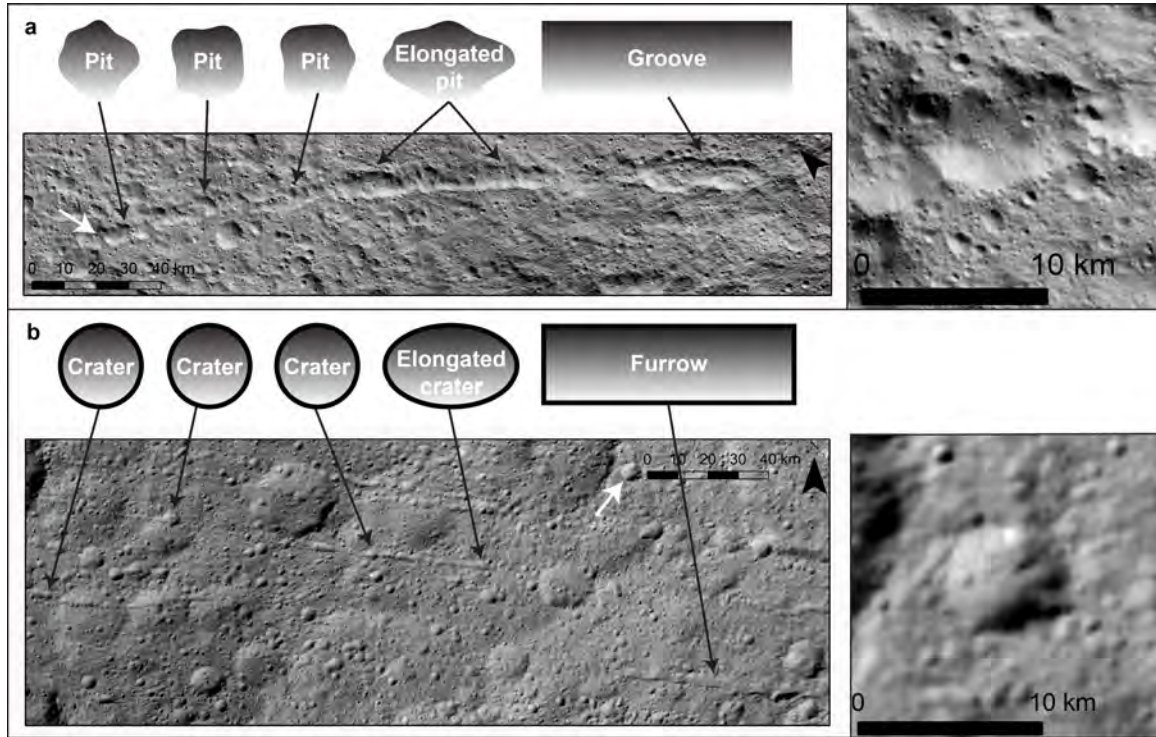 a
Pit
Pit
Pit
Elongated
pit
Groove
0 10 20 30 40 km
0
10 km
b
Crater
Crater
Crater
Elongated
crater
Furrow
0 10 20 30 40 km
0
10 km